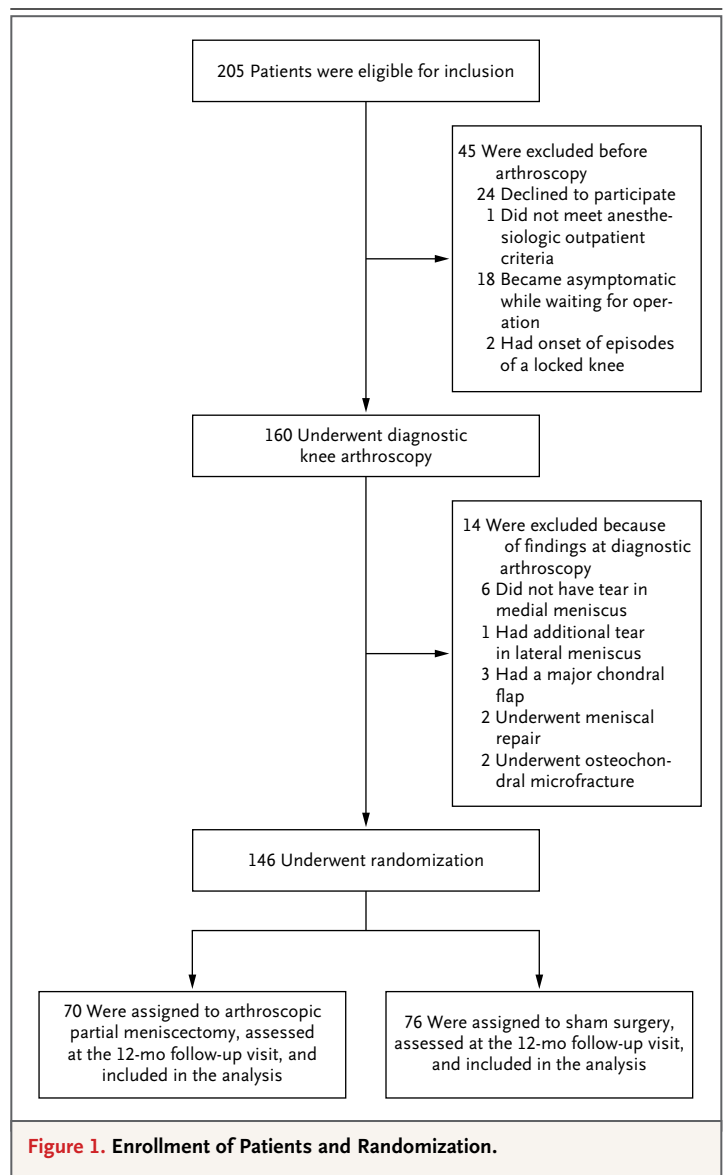 205 Patients were eligible for inclusion
45 Were excluded before
arthroscopy
24 Declined to participate
1 Did not meet anesthe-
siologic outpatient
criteria
18 Became asymptomatic
while waiting for oper-
ation
2 Had onset of episodes
of a locked knee
160 Underwent diagnostic
knee arthroscopy
14 Were excluded because
of findings at diagnostic
arthroscopy
6 Did not have tear in
medial meniscus
1 Had additional tear
in lateral meniscus
3 Had a major chondral
flap
2 Underwent meniscal
repair
2 Underwent osteochon-
dral microfracture
146 Underwent randomization
70 Were assigned to arthroscopic
partial meniscectomy, assessed
at the 12-mo follow-up visit, and
included in the analysis
76 Were assigned to sham surgery,
assessed at the 12-mo follow-up visit,
and included in the analysis
Figure 1. Enrollment of Patients and Randomization.